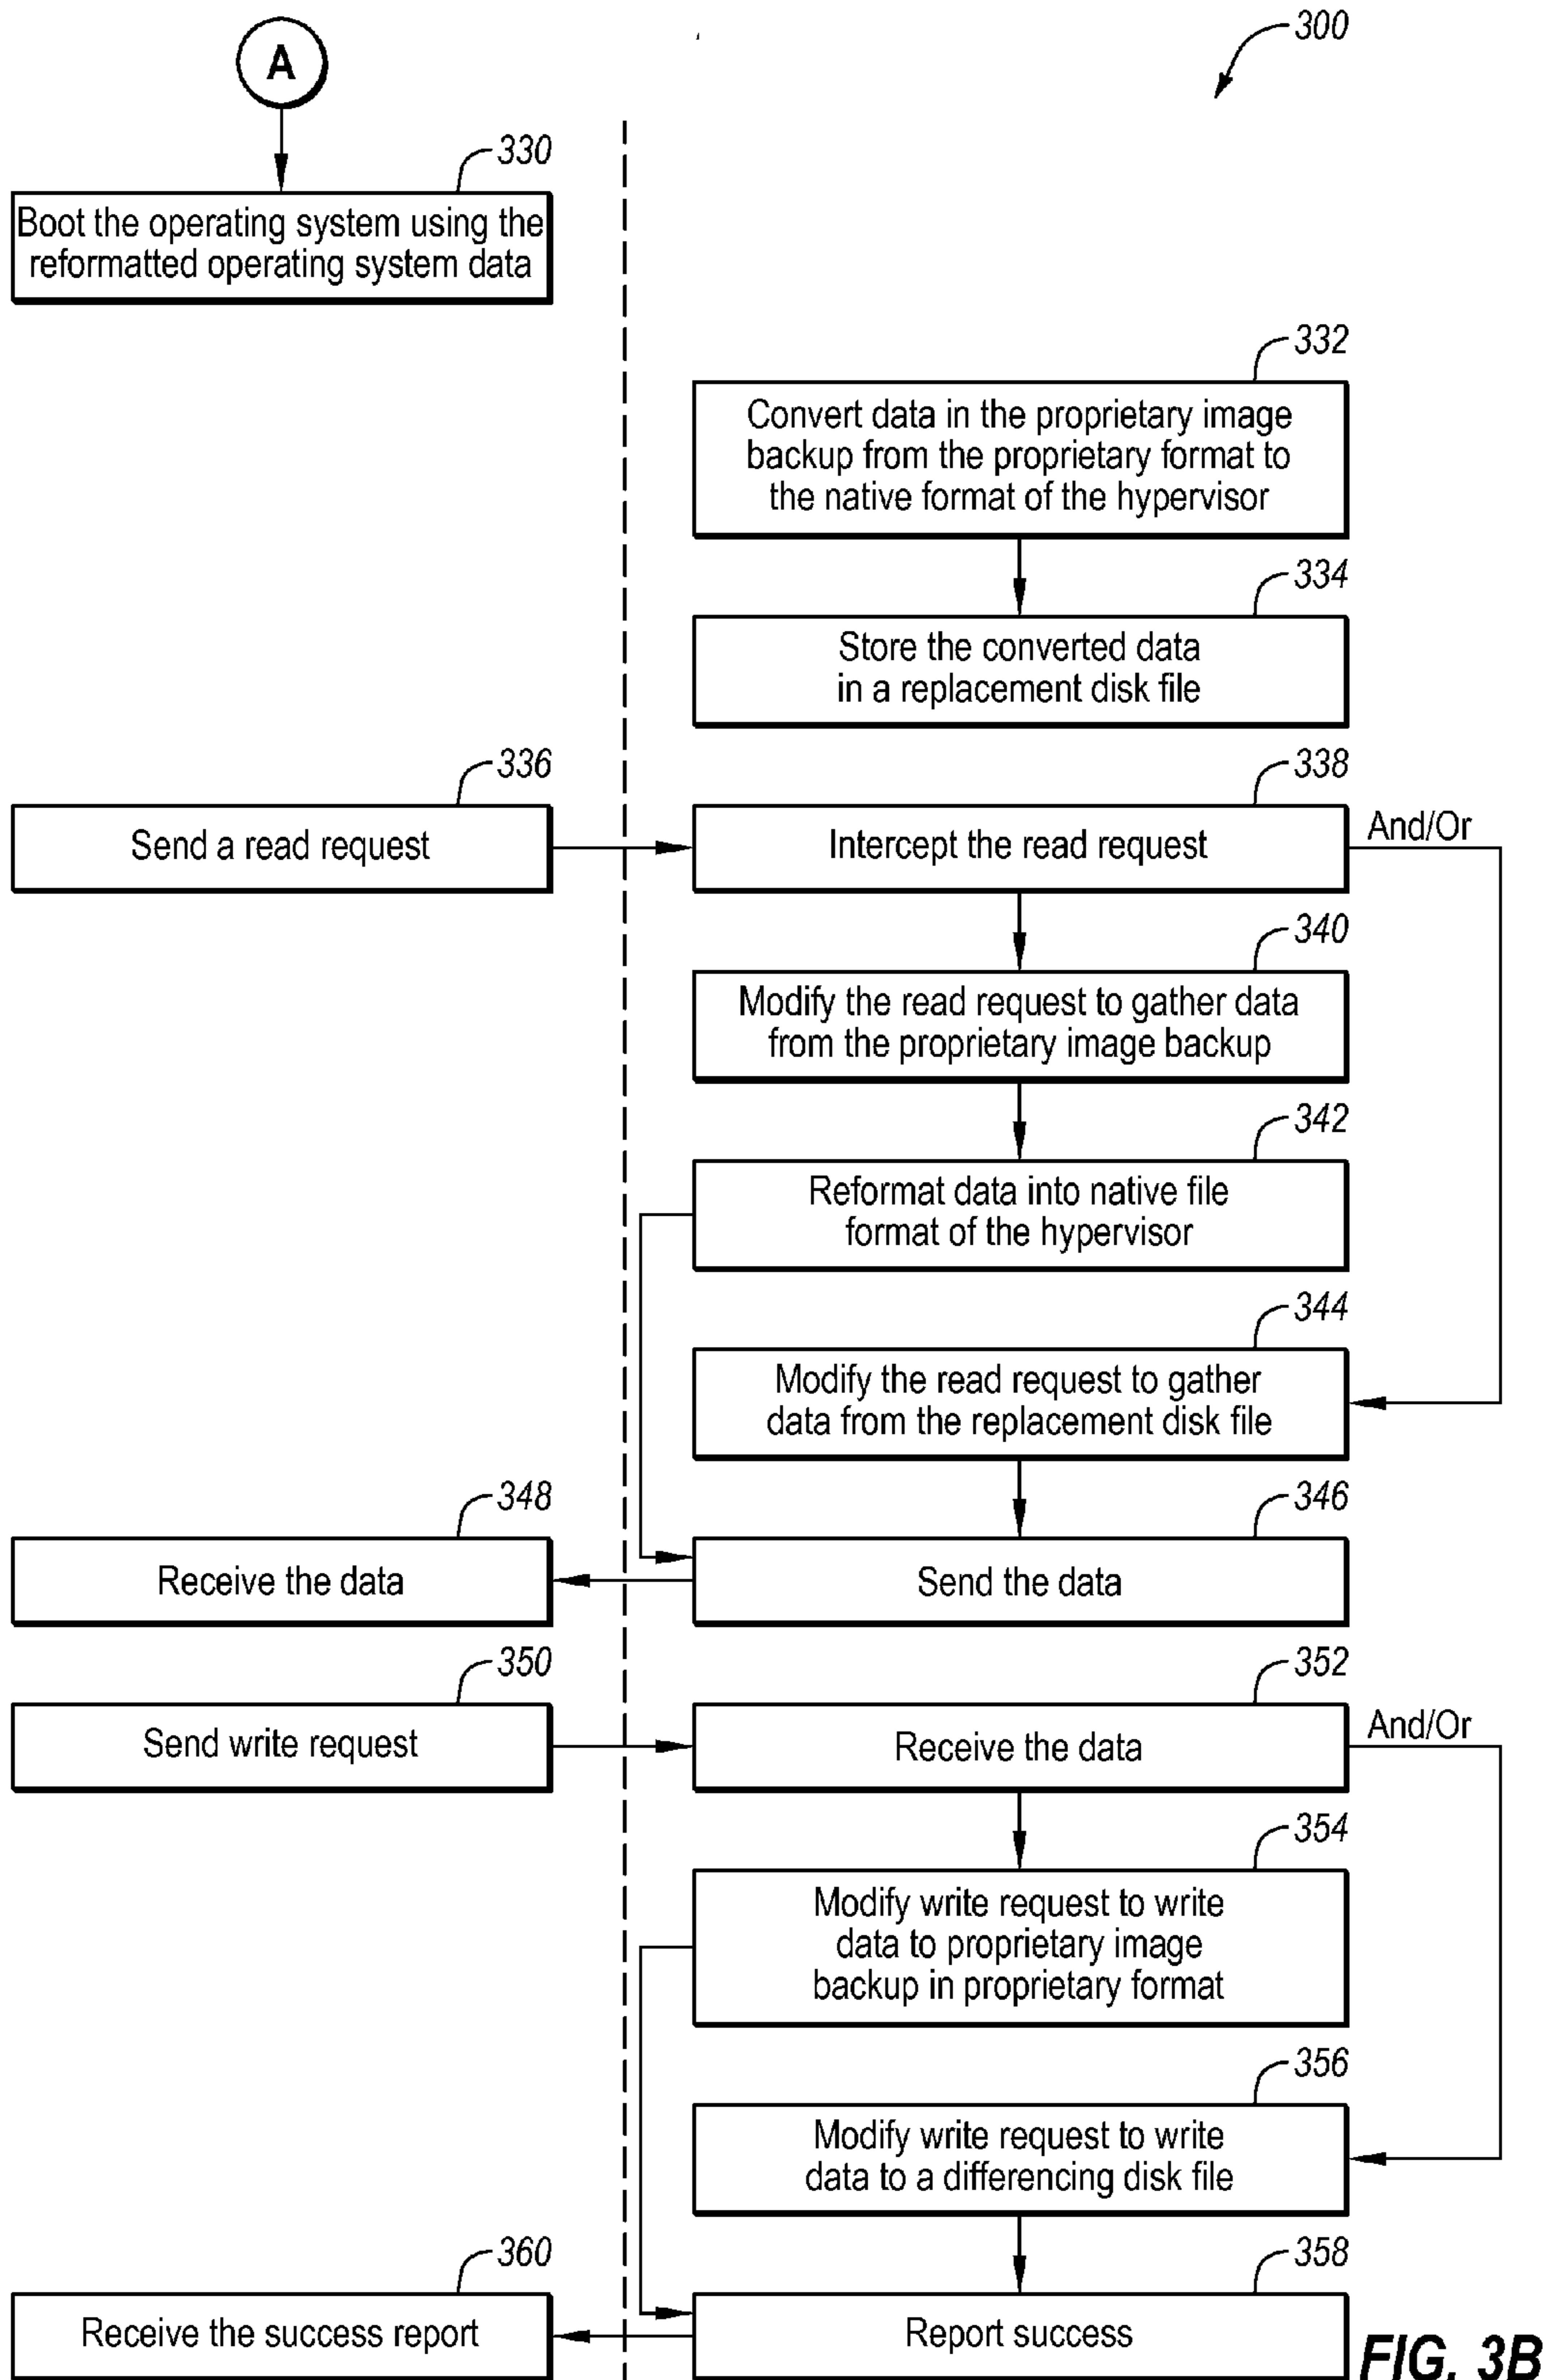 300
A
330
Boot the operating system using the
reformatted operating system data
332
Convert data in the proprietary image
backup from the proprietary format to
the native format of the hypervisor
334
Store the converted data
in a replacement disk file
336
Send a read request
338
Intercept the read request
And/Or
340
Modify the read request to gather data
from the proprietary image backup
342
Reformat data into native file
format of the hypervisor
344
Modify the read request to gather
data from the replacement disk file
348
Receive the data
346
Send the data
350
Send write request
352
Receive the data
And/Or
354
Modify write request to write
data to proprietary image
backup in proprietary format
356
Modify write request to write
data to a differencing disk file
360
Receive the success report
358
Report success
FIG. 3B